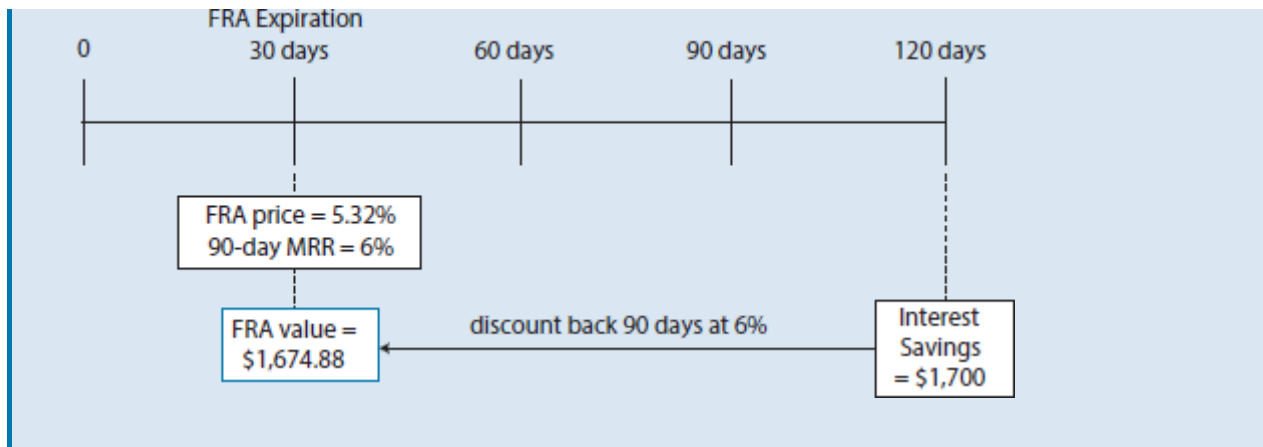 FRA Expiration
0 30 days 60 days 90 days 120 days
FRA price = 5.32%
90-day MRR = 6%
FRA value =
$1,674.88
discount back 90 days at 6%
Interest
Savings
= $1,700